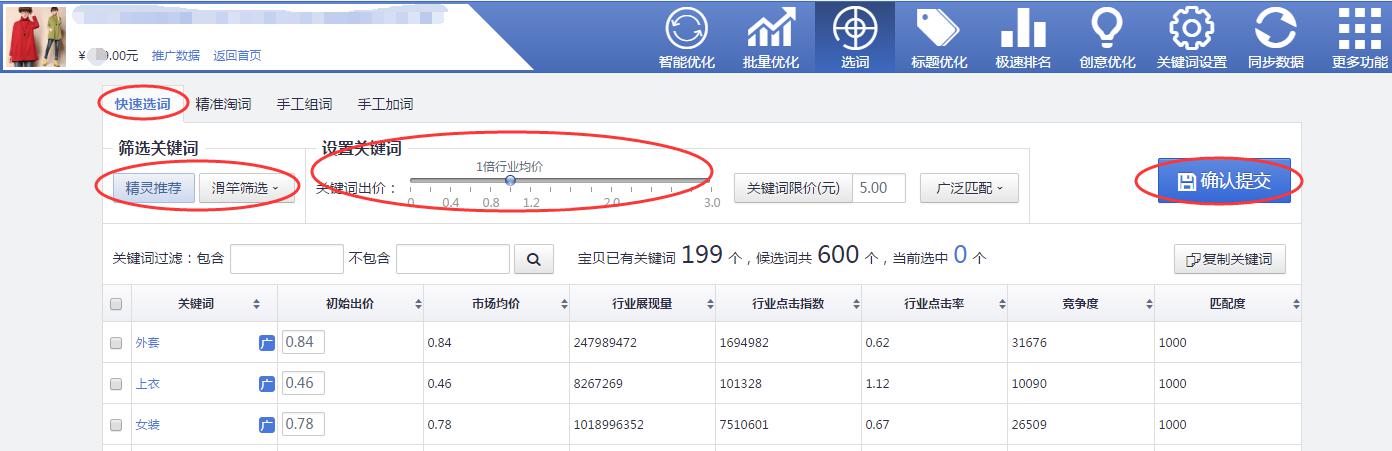 智能优化 批量优化 选词 标题优化 极速排名 创意优化 关键词设置 同步数据 更多功能
.00元 推广数据 返回首页
快速选词 精准淘词 手工组词 手工加词
筛选关键词 设置关键词
1倍行业均价
精灵推荐 滑竿筛选 关键词出价: 关键词限价(元) 5.00 广泛匹配 确认提交
0 0.4 0.8 1.2 2.0 3.0
关键词过滤:包含 不包含 宝贝已有关键词 199 个,候选词共 600 个,当前选中 0 个 复制关键词
关键词 初始出价 市场均价 行业展现量 行业点击指数 行业点击率 竞争度 匹配度
外套 广 0.84 0.84 247989472 1694982 0.62 31676 1000
上衣 广 0.46 0.46 8267269 101328 1.12 10090 1000
女装 广 0.78 0.78 1018996352 7510601 0.67 26509 1000